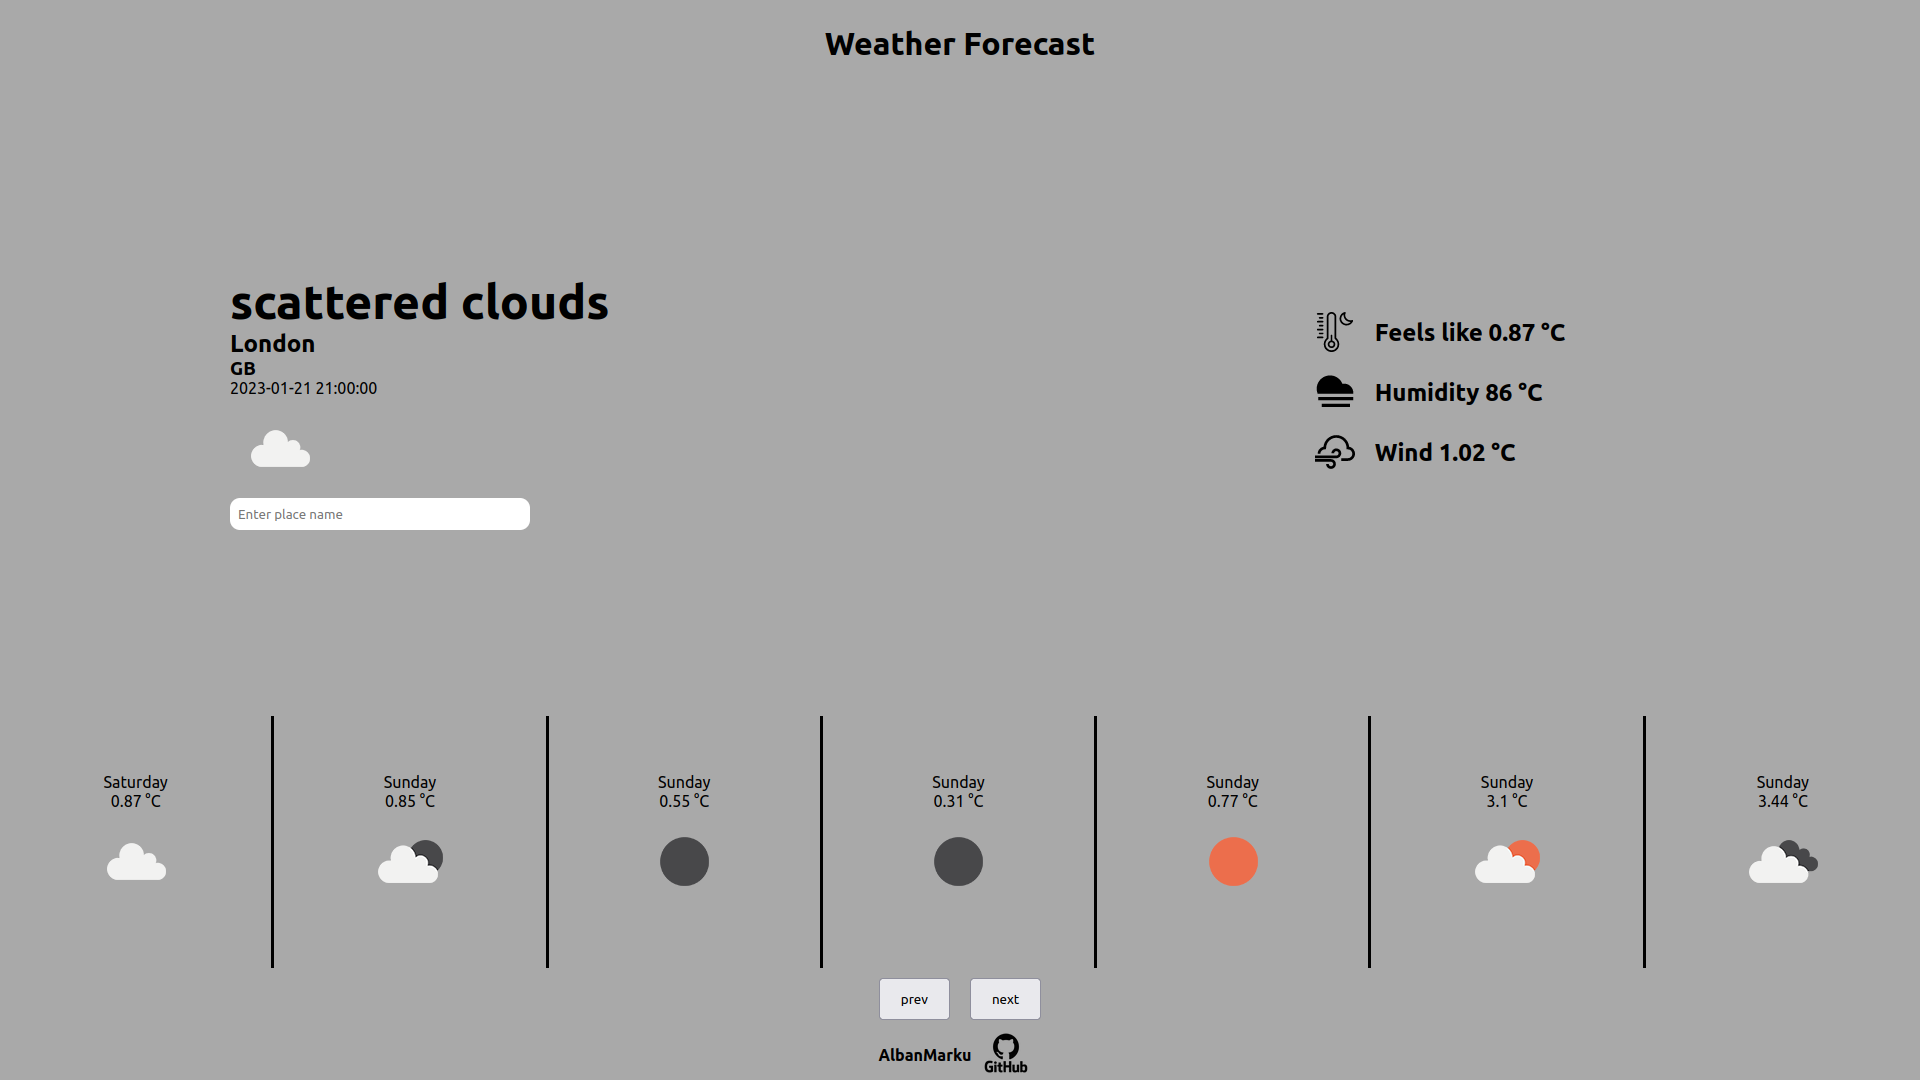 Weather Forecast
scattered clouds
London
GB
2023-01-21 21:00:00
Enter place name
Feels like 0.87 °C
Humidity 86 °C
Wind 1.02 °C
Saturday
0.87 °C
Sunday
0.85 °C
Sunday
0.55 °C
Sunday
0.31 °C
Sunday
0.77 °C
Sunday
3.1 °C
Sunday
3.44 °C
prev
next
AlbanMarku
GitHub